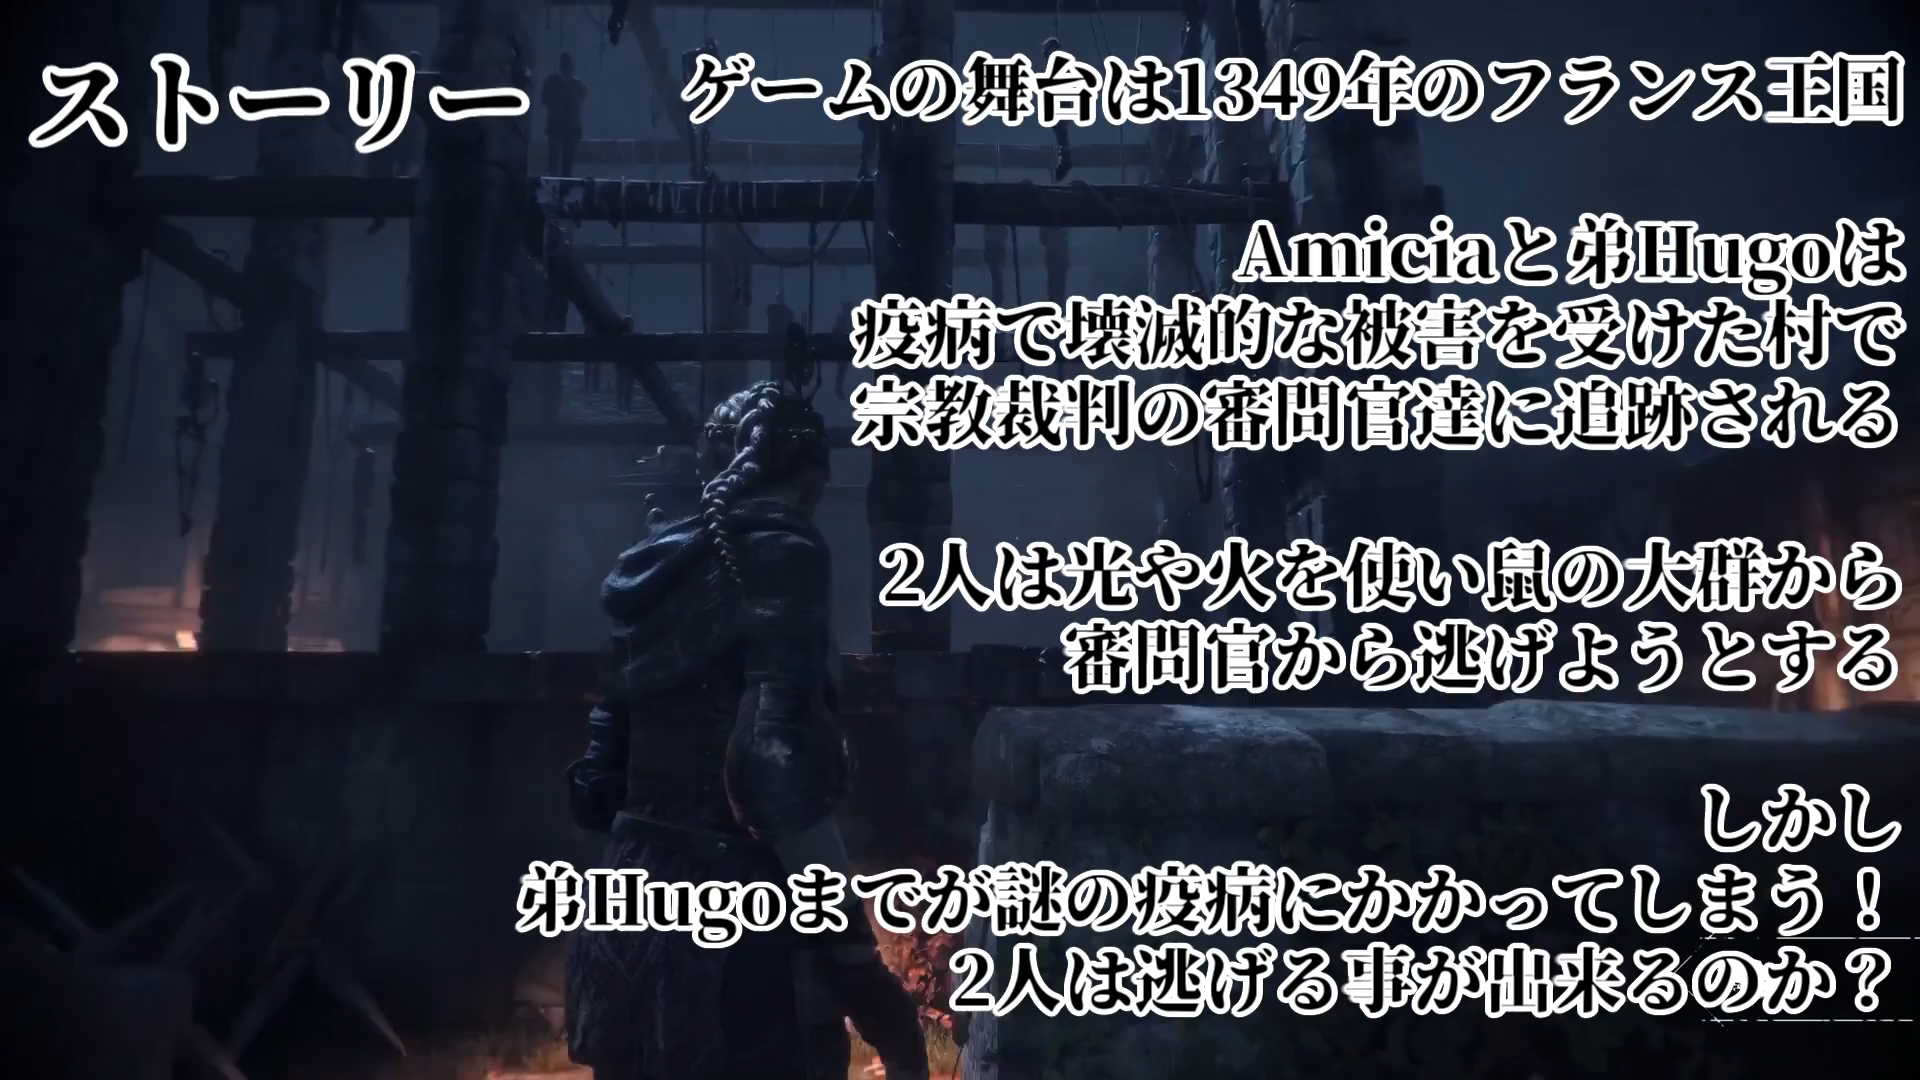 ストーリー
ゲームの舞台は1349年のフランス王国
Amiciaと弟Hugoは
疫病で壊滅的な被害を受けた村で
宗教裁判の審問官達に追跡される
2人は光や火を使い鼠の大群から
審問官から逃げようとする
しかし
弟Hugoまでが謎の疫病にかかってしまう！
2人は逃げる事が出来るのか？